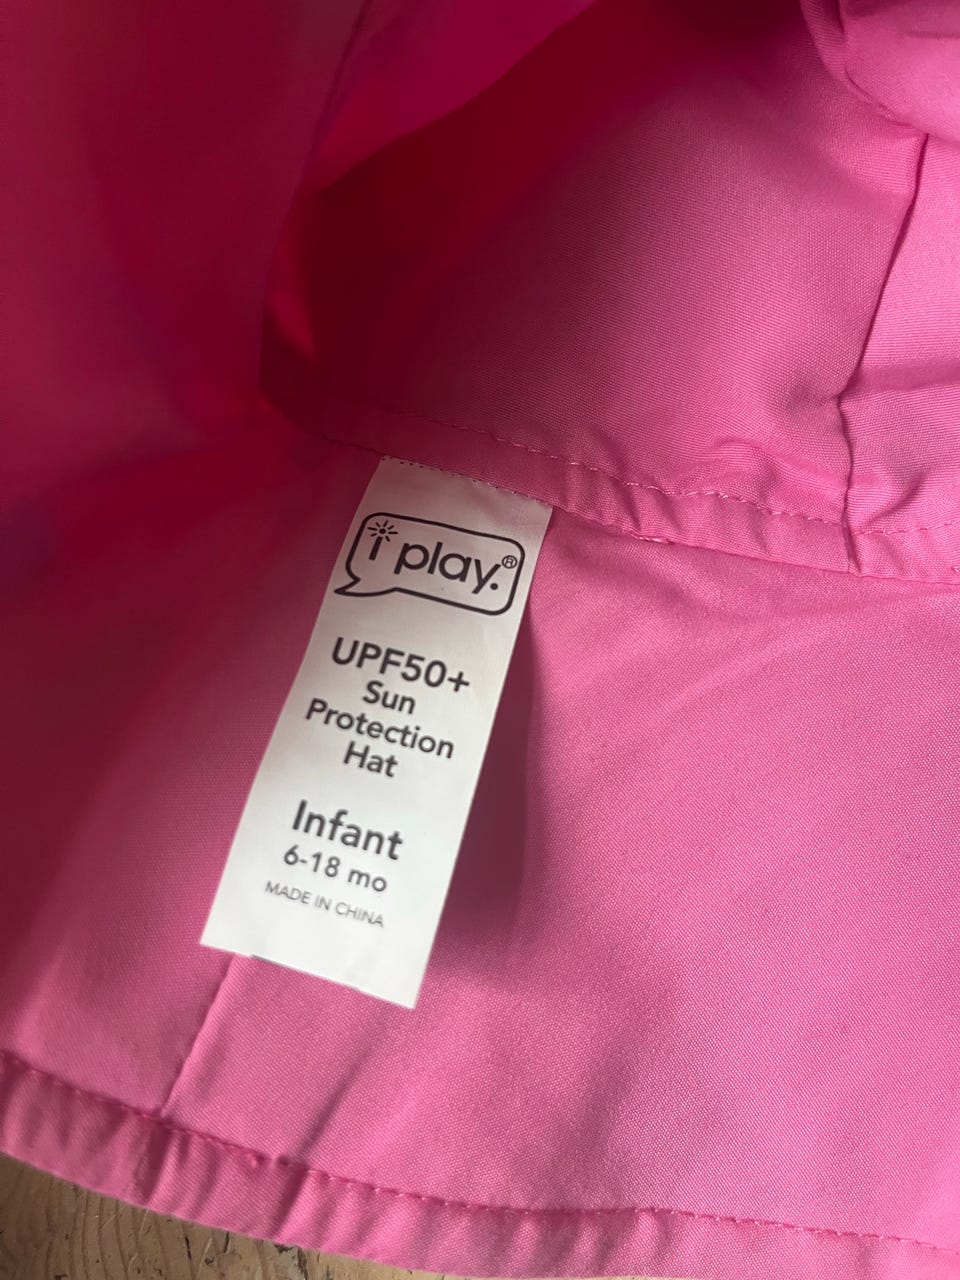 i play.®
UPF50+
Sun
Protection
Hat
Infant
6-18 mo
MADE IN CHINA